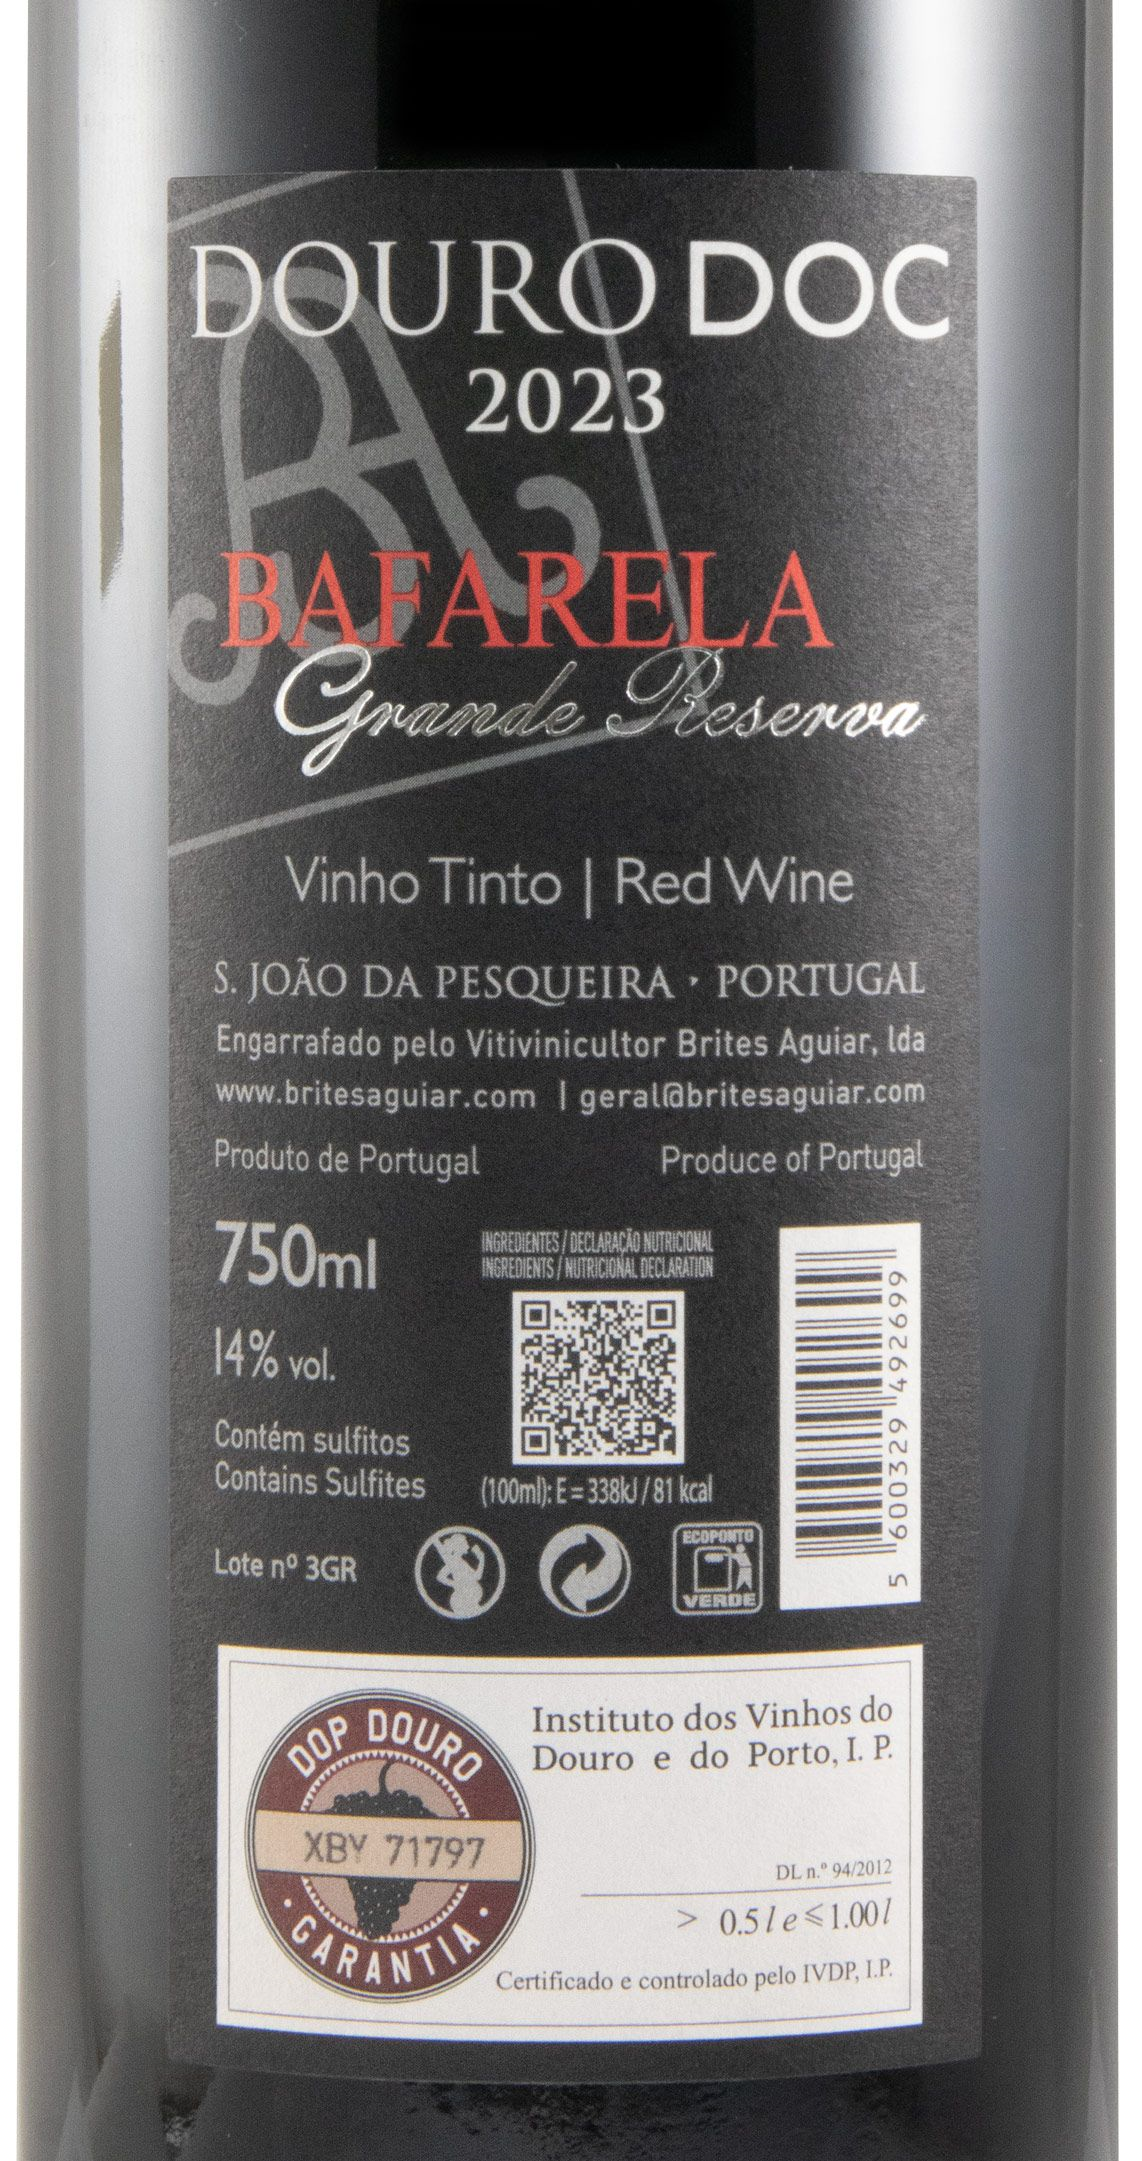 DOURO DOC
2023
BAFARELA
Grande Reserva
Vinho Tinto | Red Wine
S. JOÃO DA PESQUEIRA · PORTUGAL
Engarrafado pelo Vitivinicultor Brites Aguiar, lda
www.britesaguiar.com | geral@britesaguiar.com
Produto de Portugal Produce of Portugal
750ml
14% vol.
Contém sulfitos
Contains Sulfites
Lote nº 3GR
INGREDIENTES / DECLARAÇÃO NUTRICIONAL
INGREDIENTS / NUTRICIONAL DECLARATION
(100ml): E = 338kJ / 81 kcal
ECOPONTO
VERDE
5 600329 492699
DOP DOURO
XBY 71797
· GARANTIA ·
Instituto dos Vinhos do
Douro e do Porto, I. P.
DL n.º 94/2012
> 0.5 l e ⩽ 1.00 l
Certificado e controlado pelo IVDP, I.P.